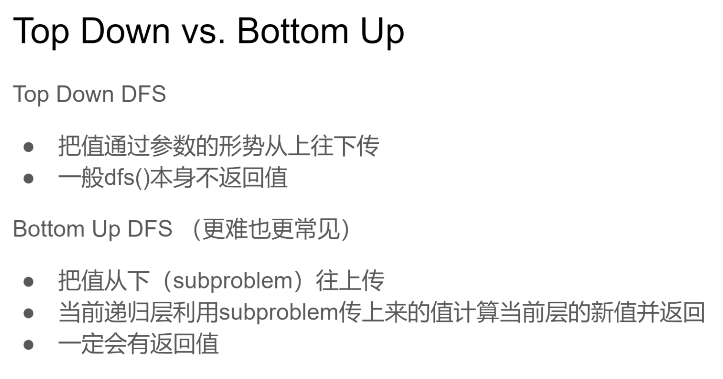 Top Down vs. Bottom Up
Top Down DFS
● 把值通过参数的形势从上往下传
● 一般dfs()本身不返回值
Bottom Up DFS （更难也更常见）
● 把值从下（subproblem）往上传
● 当前递归层利用subproblem传上来的值计算当前层的新值并返回
● 一定会有返回值